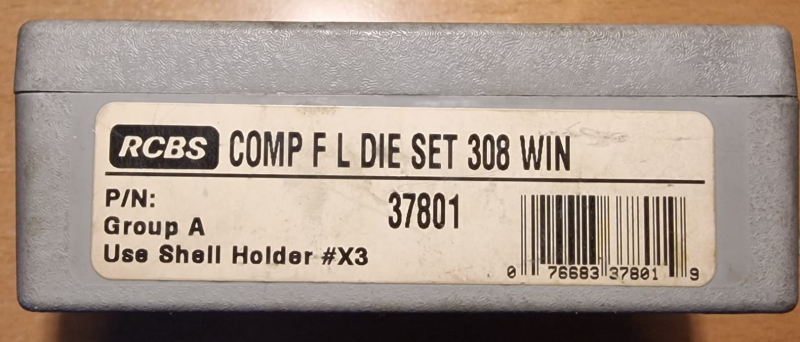 RCBS COMP F L DIE SET 308 WIN
P/N: 37801
Group A
Use Shell Holder #X3
0 76683 37801 9